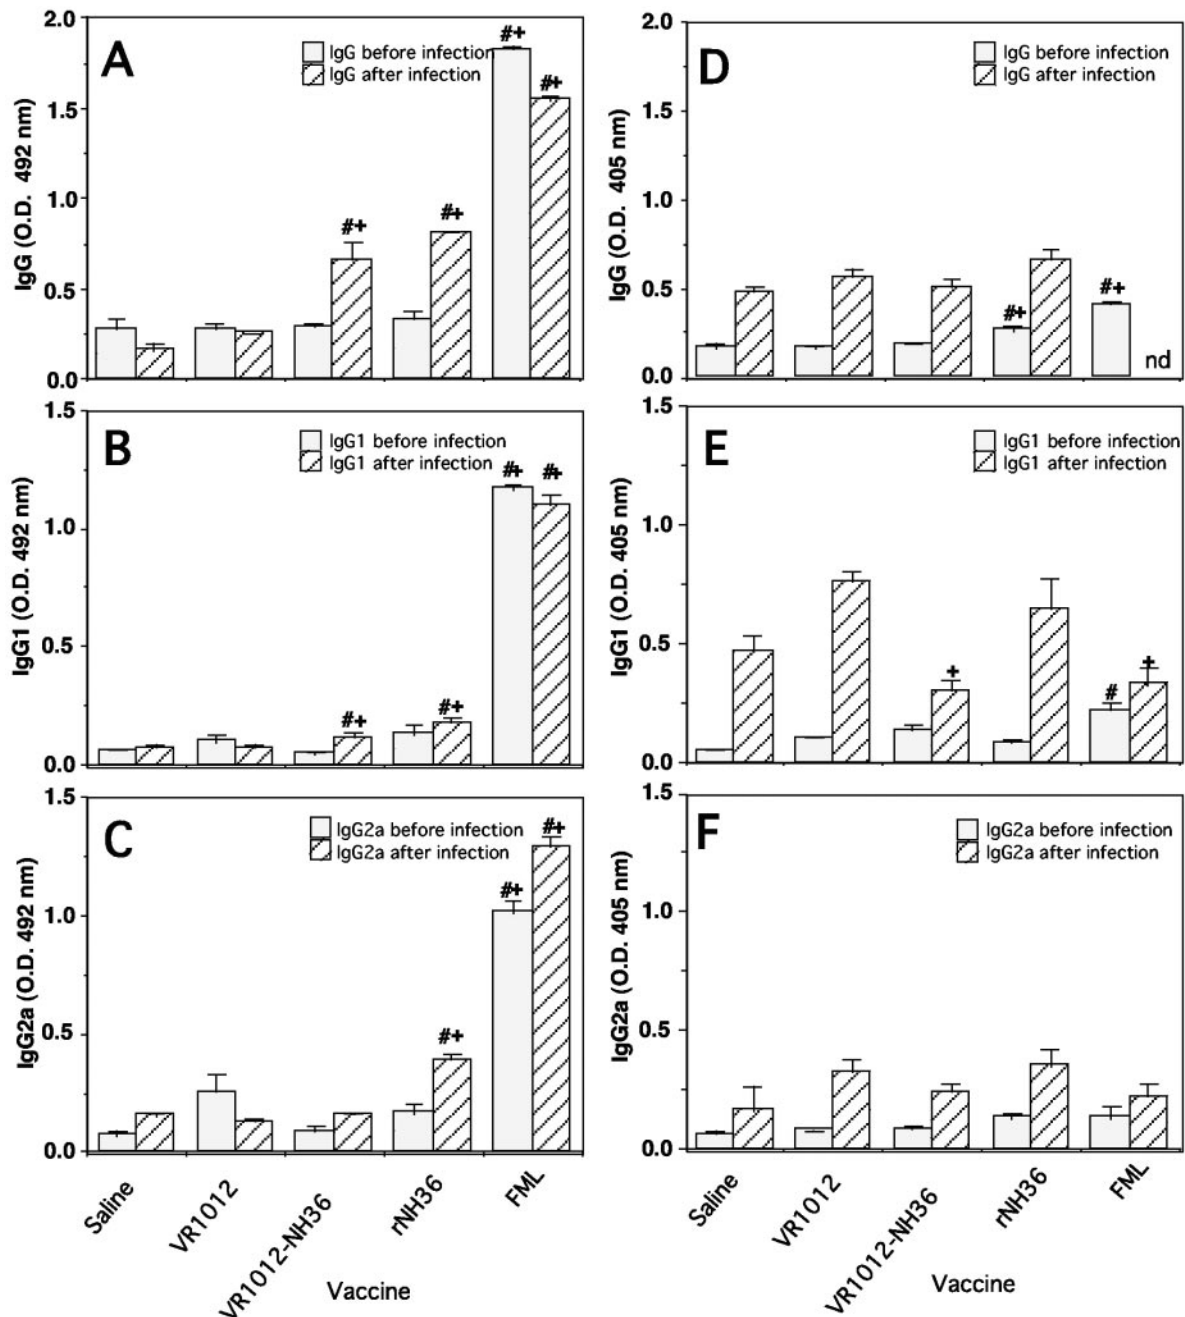 A
IgG before infection
IgG after infection
#+
#+
#+
#+
2.0
1.5
1.0
0.5
0.0
IgG (O.D. 492 nm)
D
IgG before infection
IgG after infection
#+
#+
nd
2.0
1.5
1.0
0.5
0.0
IgG (O.D. 405 nm)
B
IgG1 before infection
IgG1 after infection
#+
#+
#+
#+
1.5
1.0
0.5
0.0
IgG1 (O.D. 492 nm)
E
IgG1 before infection
IgG1 after infection
+
#
+
1.5
1.0
0.5
0.0
IgG1 (O.D. 405 nm)
C
IgG2a before infection
IgG2a after infection
#+
#+
#+
1.5
1.0
0.5
0.0
IgG2a (O.D. 492 nm)
Saline
VR1012
VR1012-NH36
rNH36
FML
Vaccine
F
IgG2a before infection
IgG2a after infection
1.5
1.0
0.5
0.0
IgG2a (O.D. 405 nm)
Saline
VR1012
VR1012-NH36
rNH36
FML
Vaccine